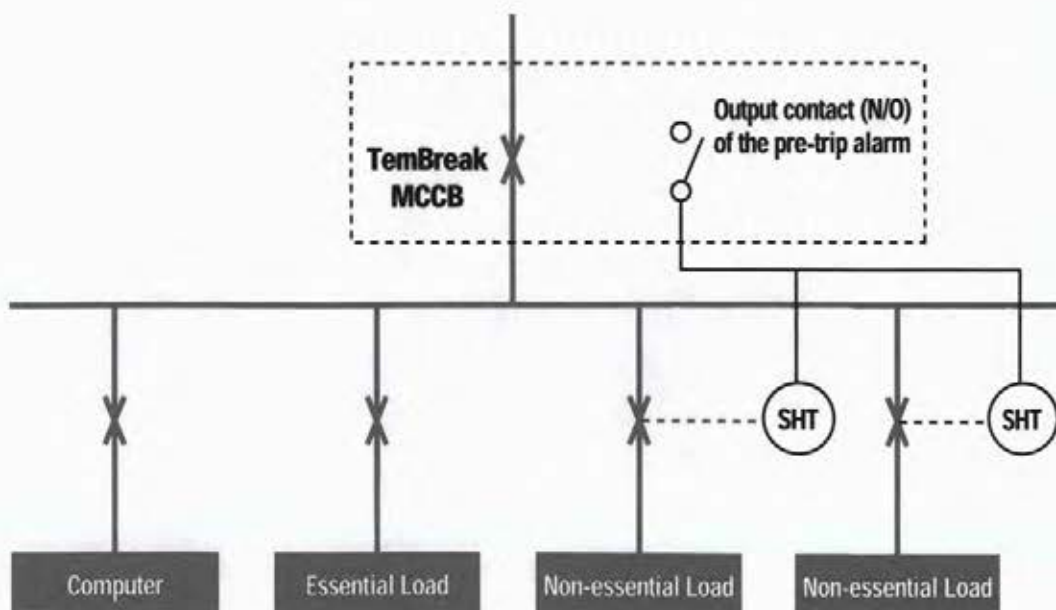 Output contact (N/O)
of the pre-trip alarm
TemBreak
MCCB
SHT
SHT
Computer
Essential Load
Non-essential Load
Non-essential Load